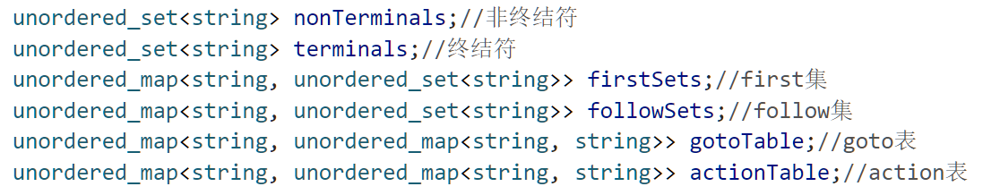 unordered_set<string> nonTerminals;//非终结符
unordered_set<string> terminals;//终结符
unordered_map<string, unordered_set<string>> firstSets;//first集
unordered_map<string, unordered_set<string>> followSets;//follow集
unordered_map<string, unordered_map<string, string>> gotoTable;//goto表
unordered_map<string, unordered_map<string, string>> actionTable;//action表